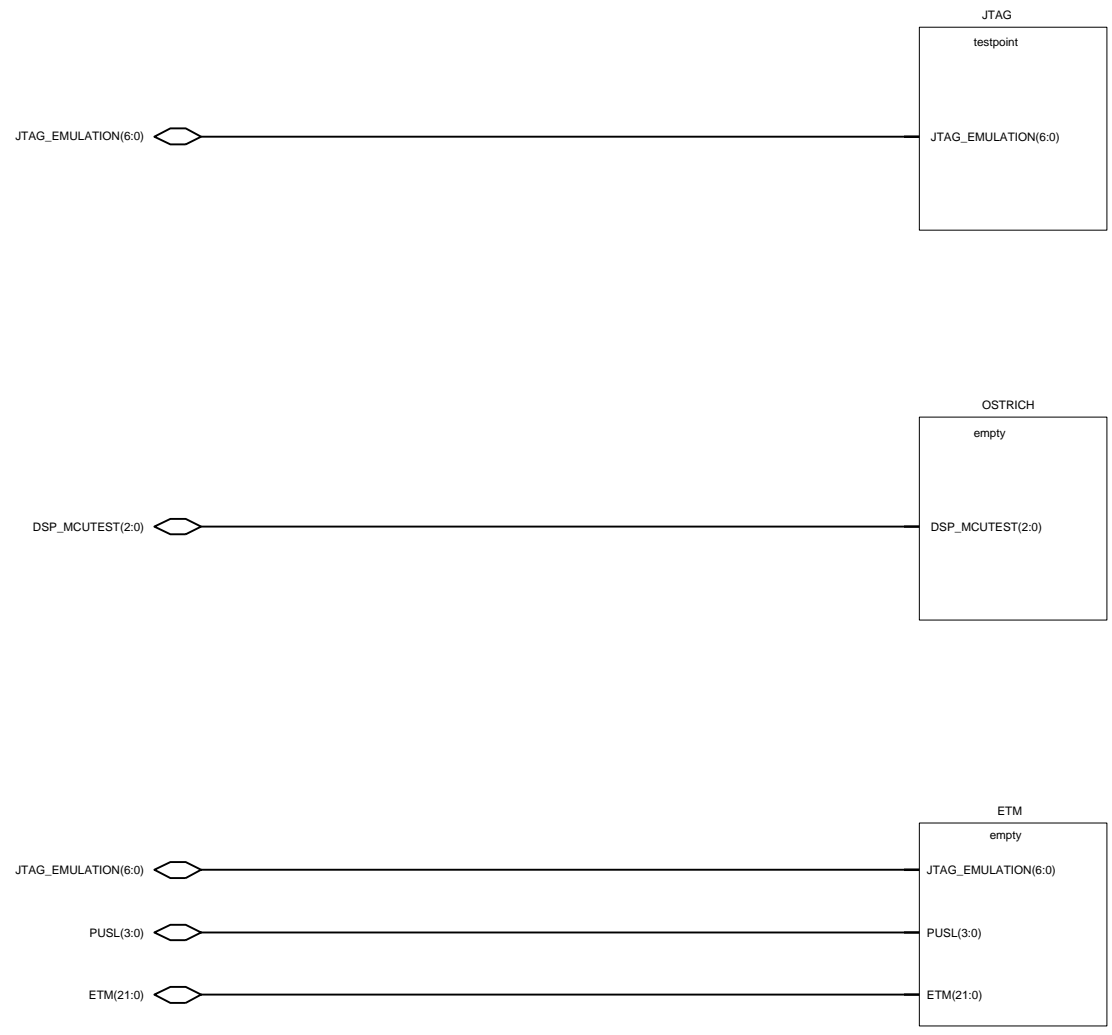 JTAG
testpoint
JTAG_EMULATION(6:0) JTAG_EMULATION(6:0)
OSTRICH
empty
DSP_MCUTEST(2:0) DSP_MCUTEST(2:0)
ETM
empty
JTAG_EMULATION(6:0) JTAG_EMULATION(6:0)
PUSL(3:0) PUSL(3:0)
ETM(21:0) ETM(21:0)